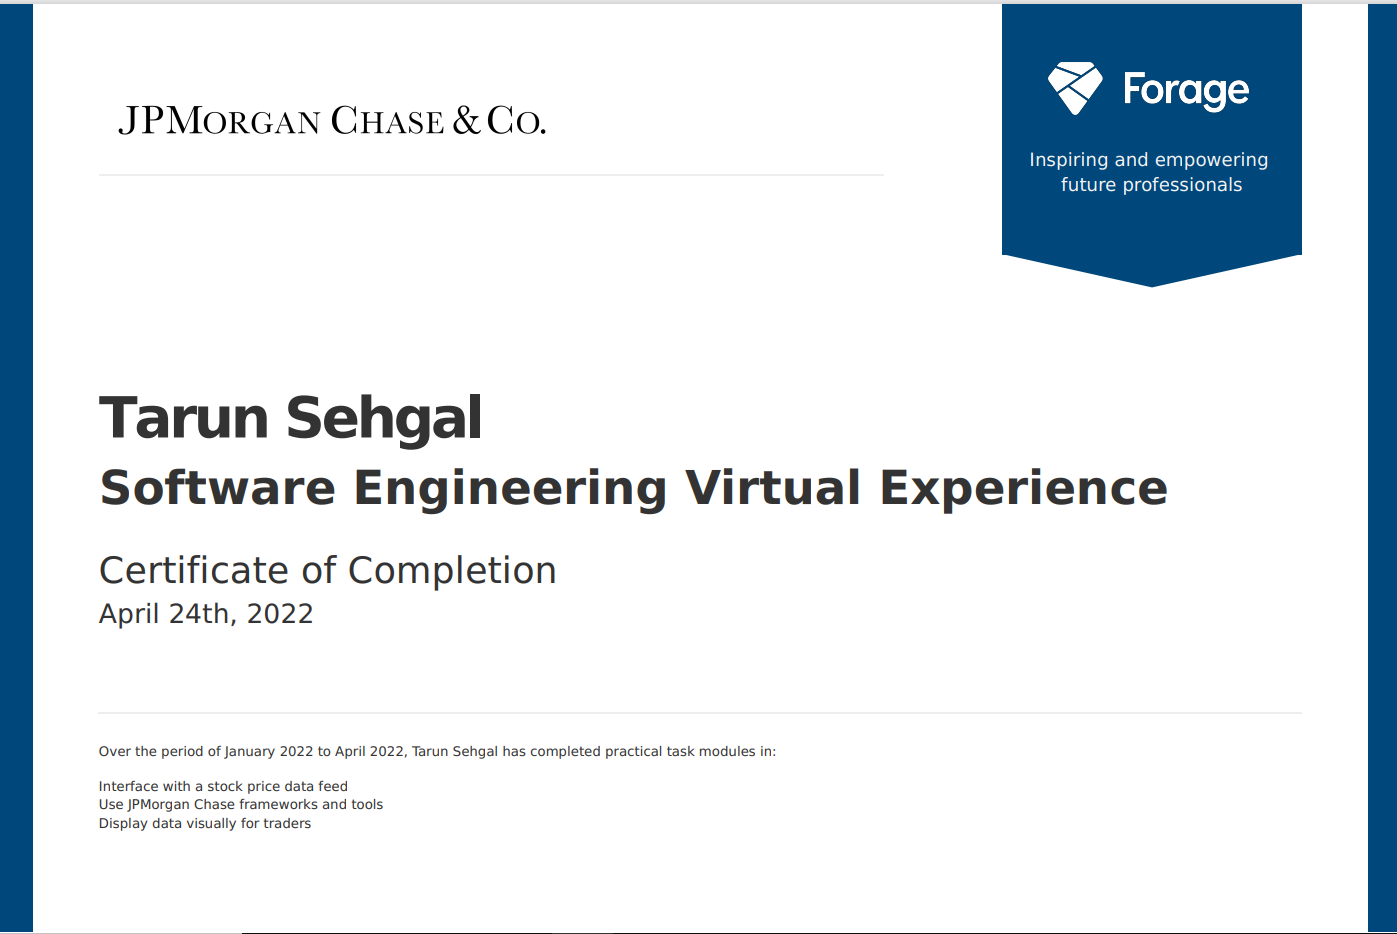 JPMORGAN CHASE & CO.
Forage
Inspiring and empowering
future professionals
Tarun Sehgal
Software Engineering Virtual Experience
Certificate of Completion
April 24th, 2022
Over the period of January 2022 to April 2022, Tarun Sehgal has completed practical task modules in:
Interface with a stock price data feed
Use JPMorgan Chase frameworks and tools
Display data visually for traders